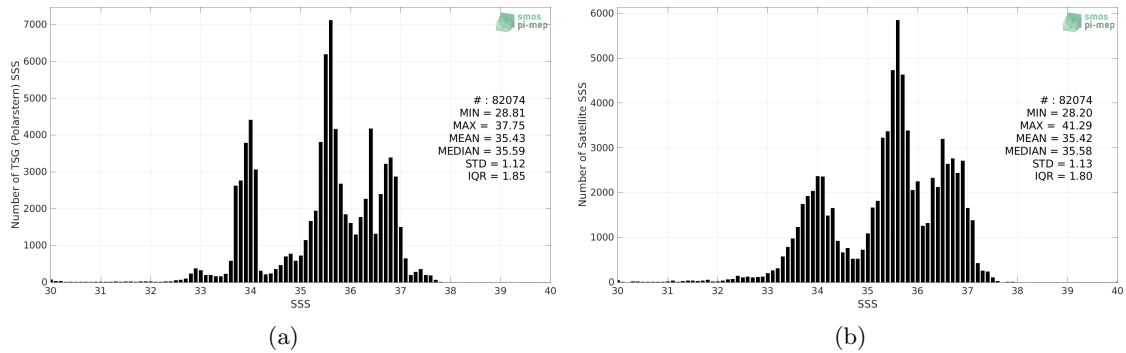 Number of TSG (Polarstern) SSS
7000
6000
5000
4000
3000
2000
1000
0
30 31 32 33 34 35 36 37 38 39 40
SSS
smos
pi-mep
# : 82074
MIN = 28.81
MAX = 37.75
MEAN = 35.43
MEDIAN = 35.59
STD = 1.12
IQR = 1.85
(a)
Number of Satellite SSS
6000
5000
4000
3000
2000
1000
0
30 31 32 33 34 35 36 37 38 39 40
SSS
smos
pi-mep
# : 82074
MIN = 28.20
MAX = 41.29
MEAN = 35.42
MEDIAN = 35.58
STD = 1.13
IQR = 1.80
(b)